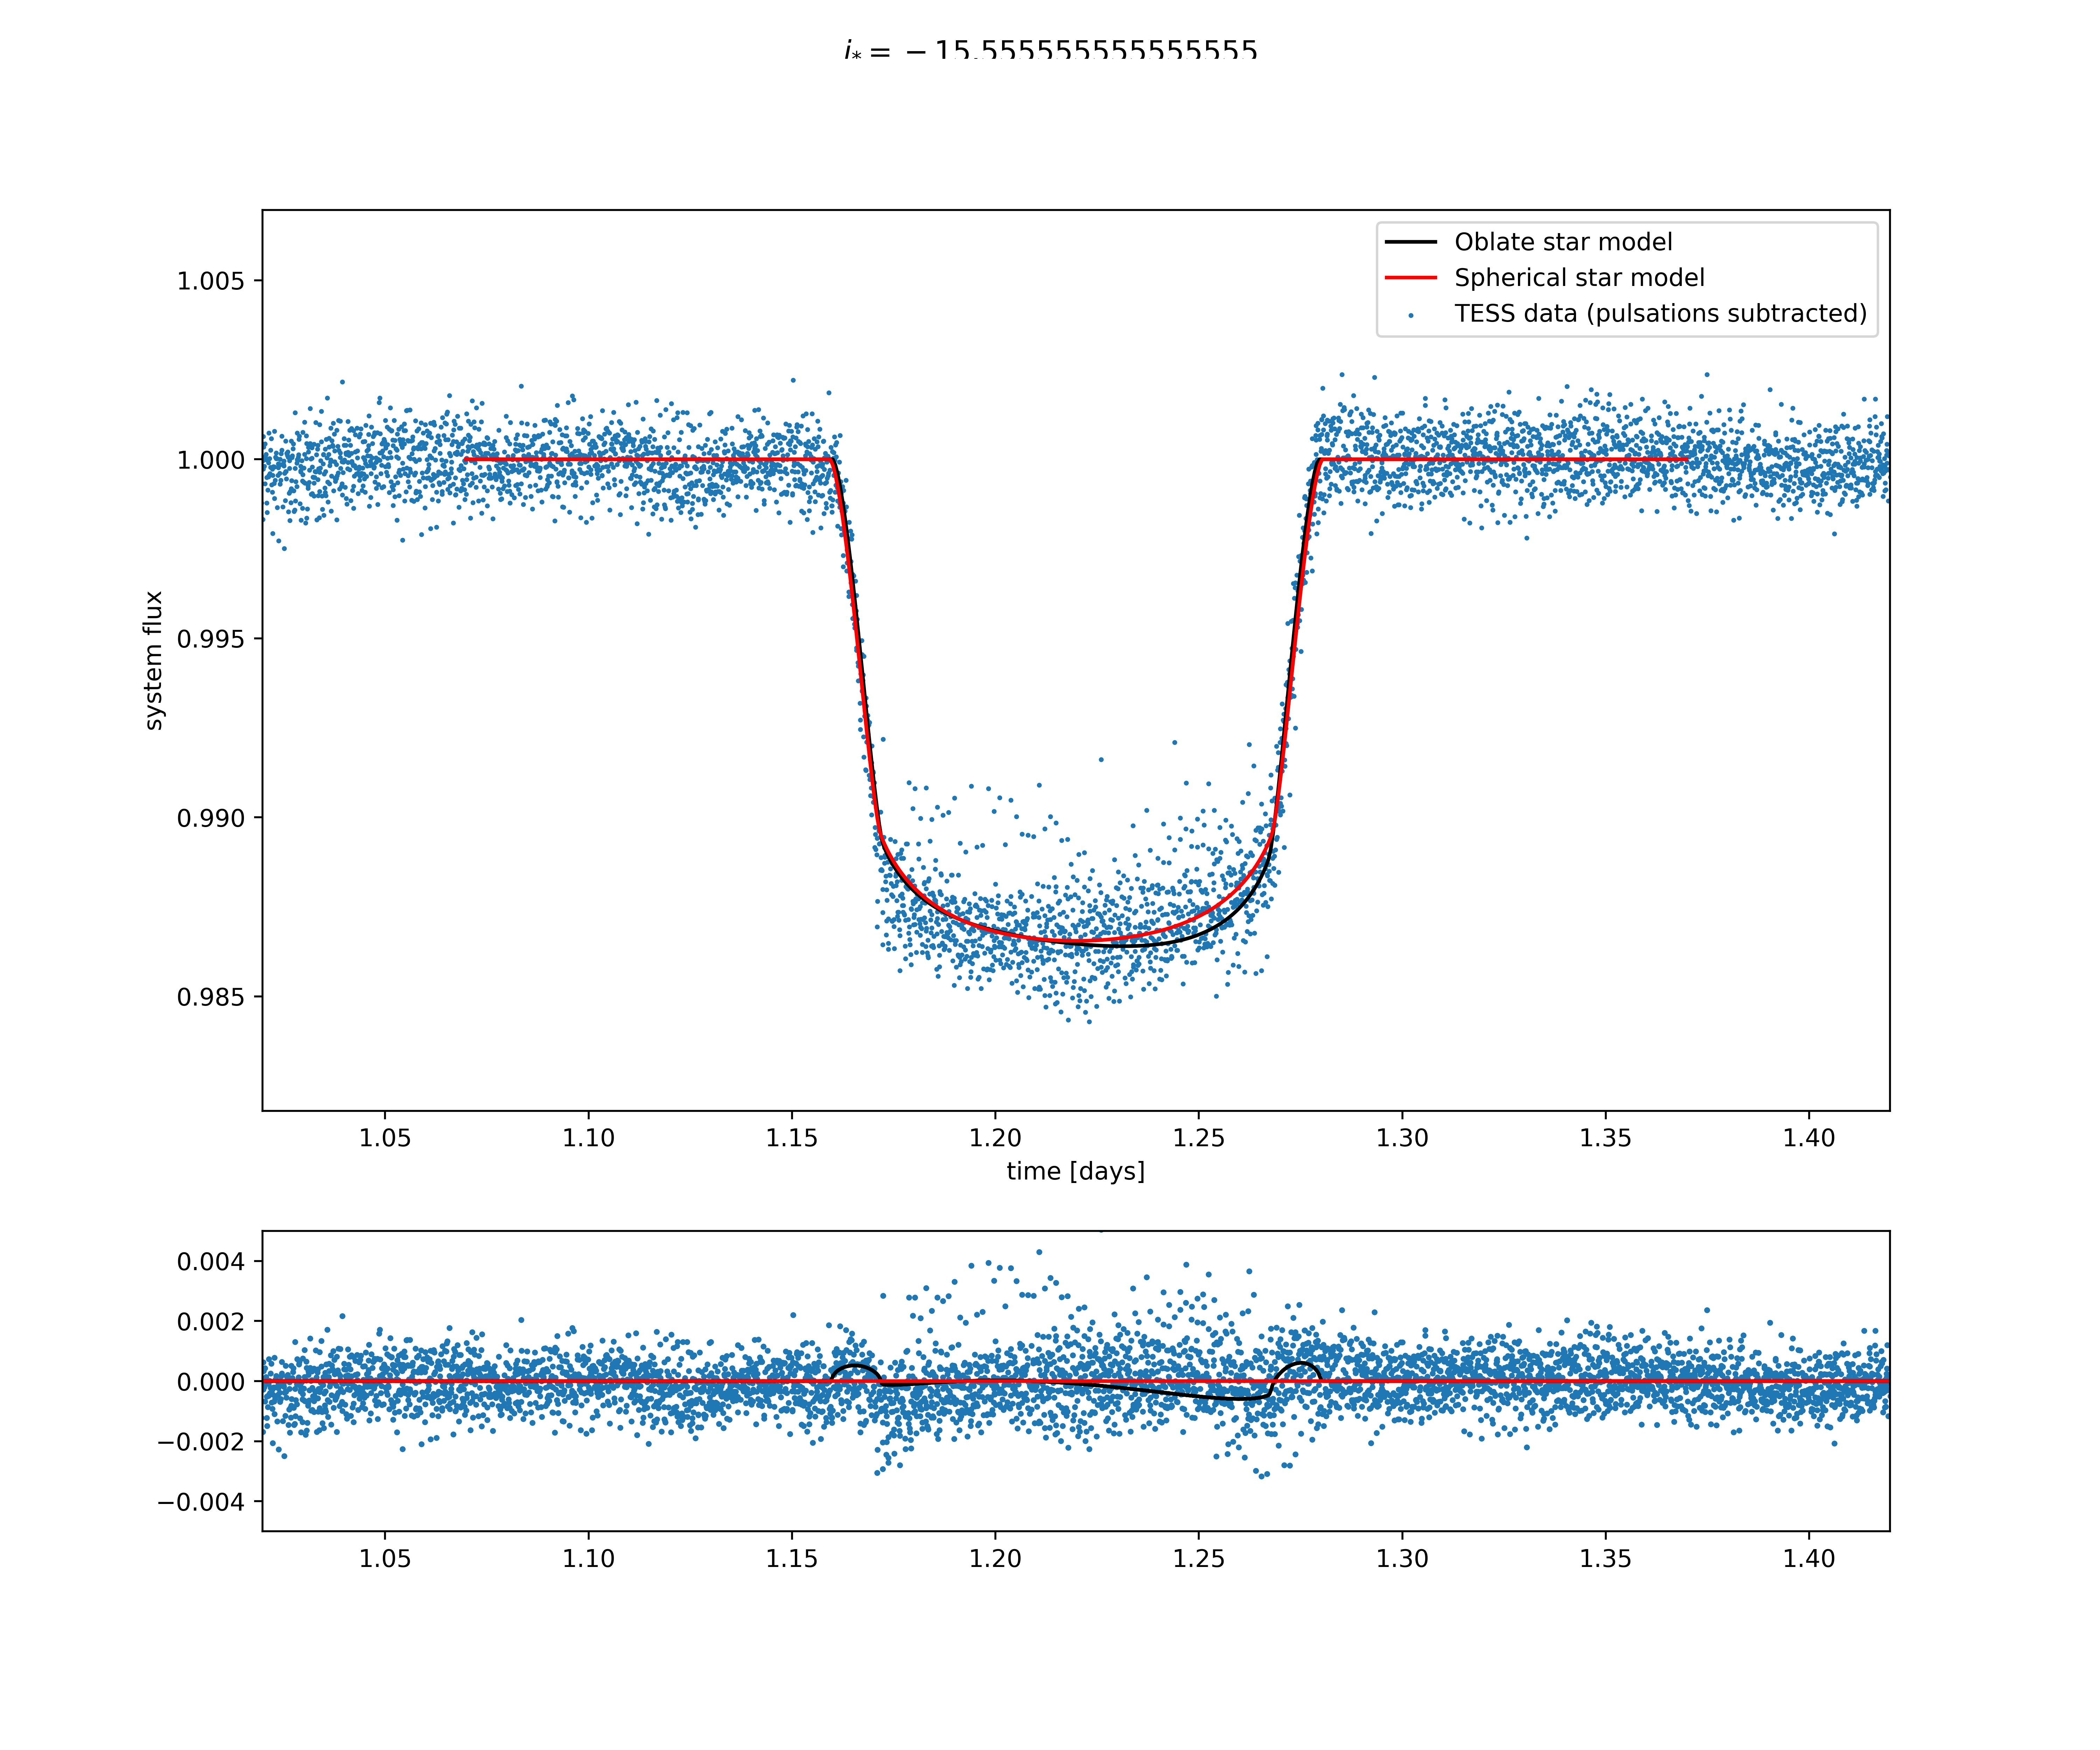 i* = −15.555555555555555
Oblate star model
Spherical star model
TESS data (pulsations subtracted)
system flux
1.005
1.000
0.995
0.990
0.985
1.05 1.10 1.15 1.20 1.25 1.30 1.35 1.40
time [days]
0.004
0.002
0.000
−0.002
−0.004
1.05 1.10 1.15 1.20 1.25 1.30 1.35 1.40